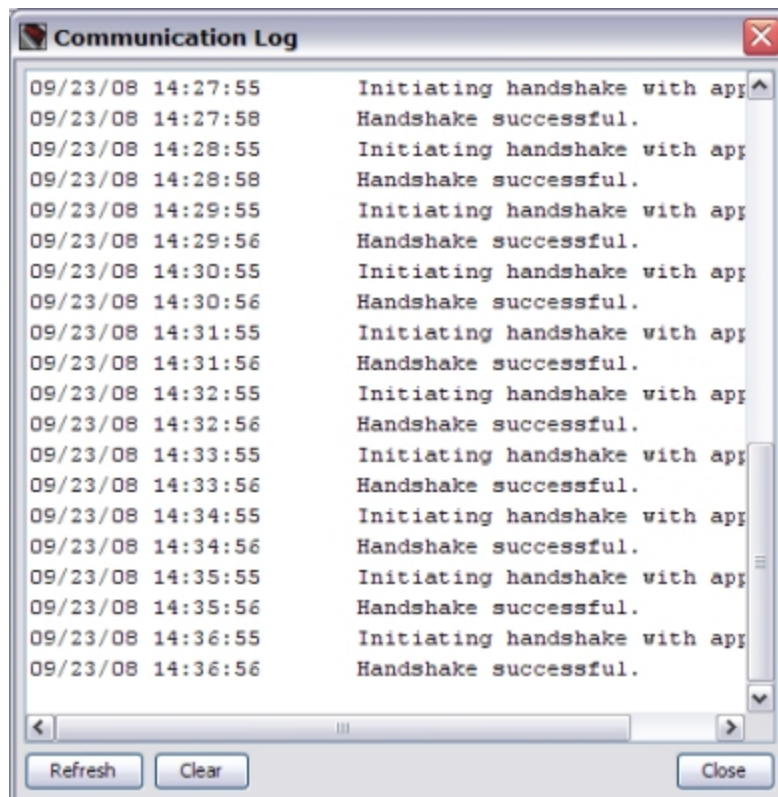 Communication Log
09/23/08 14:27:55 Initiating handshake with app
09/23/08 14:27:58 Handshake successful.
09/23/08 14:28:55 Initiating handshake with app
09/23/08 14:28:58 Handshake successful.
09/23/08 14:29:55 Initiating handshake with app
09/23/08 14:29:56 Handshake successful.
09/23/08 14:30:55 Initiating handshake with app
09/23/08 14:30:56 Handshake successful.
09/23/08 14:31:55 Initiating handshake with app
09/23/08 14:31:56 Handshake successful.
09/23/08 14:32:55 Initiating handshake with app
09/23/08 14:32:56 Handshake successful.
09/23/08 14:33:55 Initiating handshake with app
09/23/08 14:33:56 Handshake successful.
09/23/08 14:34:55 Initiating handshake with app
09/23/08 14:34:56 Handshake successful.
09/23/08 14:35:55 Initiating handshake with app
09/23/08 14:35:56 Handshake successful.
09/23/08 14:36:55 Initiating handshake with app
09/23/08 14:36:56 Handshake successful.
Refresh Clear Close